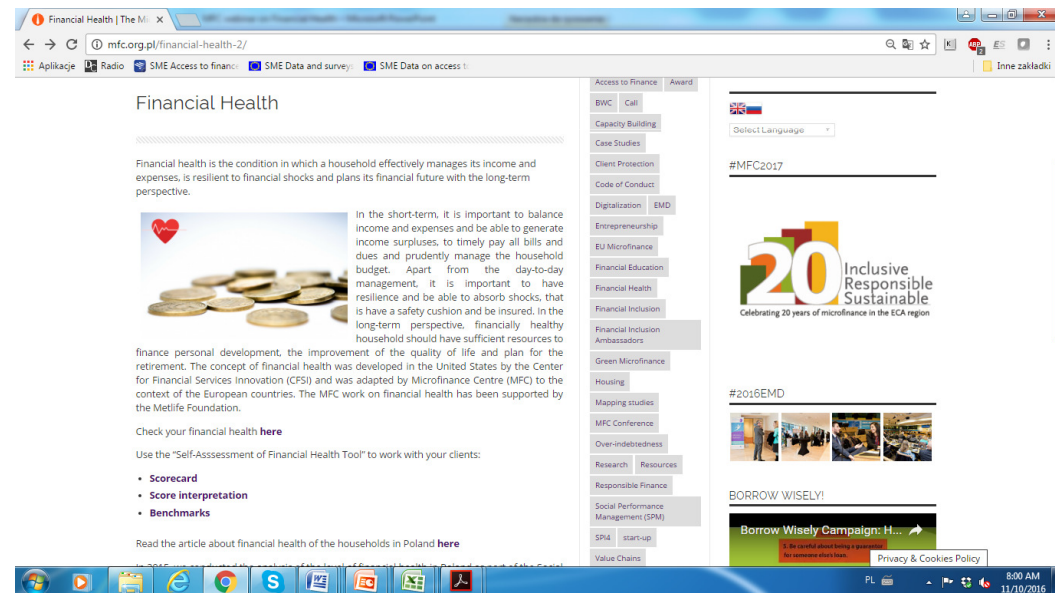 Financial Health | The Mi
mfc.org.pl/financial-health-2/
Aplikacje
Radio
SME Access to finance
SME Data and surveys
SME Data on access to
Inne zakładki
Financial Health
Financial health is the condition in which a household effectively manages its income and
expenses, is resilient to financial shocks and plans its financial future with the long-term
perspective.
In the short-term, it is important to balance
income and expenses and be able to generate
income surpluses, to timely pay all bills and
dues and prudently manage the household
budget. Apart from the day-to-day
management, it is important to have
resilience and be able to absorb shocks, that
is have a safety cushion and be insured. In the
long-term perspective, financially healthy
household should have sufficient resources to
finance personal development, the improvement of the quality of life and plan for the
retirement. The concept of financial health was developed in the United States by the Center
for Financial Services Innovation (CFSI) and was adapted by Microfinance Centre (MFC) to the
context of the European countries. The MFC work on financial health has been supported by
the Metlife Foundation.
Check your financial health here
Use the “Self-Asssessment of Financial Health Tool” to work with your clients:
• Scorecard
• Score interpretation
• Benchmarks
Read the article about financial health of the households in Poland here
Access to Finance
Award
BWC
Call
Capacity Building
Case Studies
Client Protection
Code of Conduct
Digitalization
EMD
Entrepreneurship
EU Microfinance
Financial Education
Financial Health
Financial Inclusion
Financial Inclusion
Ambassadors
Green Microfinance
Housing
Mapping studies
MFC Conference
Over-indebtedness
Research
Resources
Responsible Finance
Social Performance
Management (SPM)
SPI4
start-up
Value Chains
Select Language
#MFC2017
20
Inclusive
Responsible
Sustainable
Celebrating 20 years of microfinance in the ECA region
#2016EMD
BORROW WISELY!
Borrow Wisely Campaign: H...
5. Be careful about being a guarantor
for someone else's loan.
Privacy & Cookies Policy
PL
8:00 AM
11/10/2016